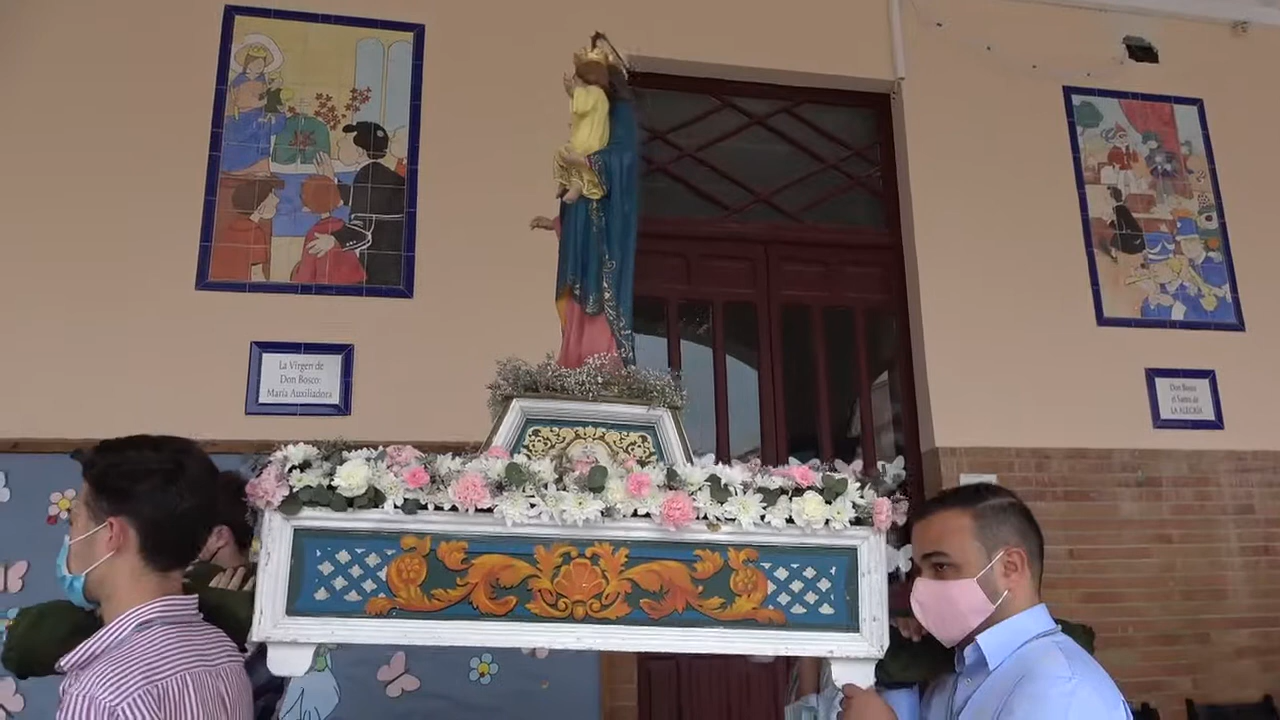 La Virgen de
Don Bosco:
María Auxiliadora
Don Bosco
el Santo de
LA ALEGRÍA